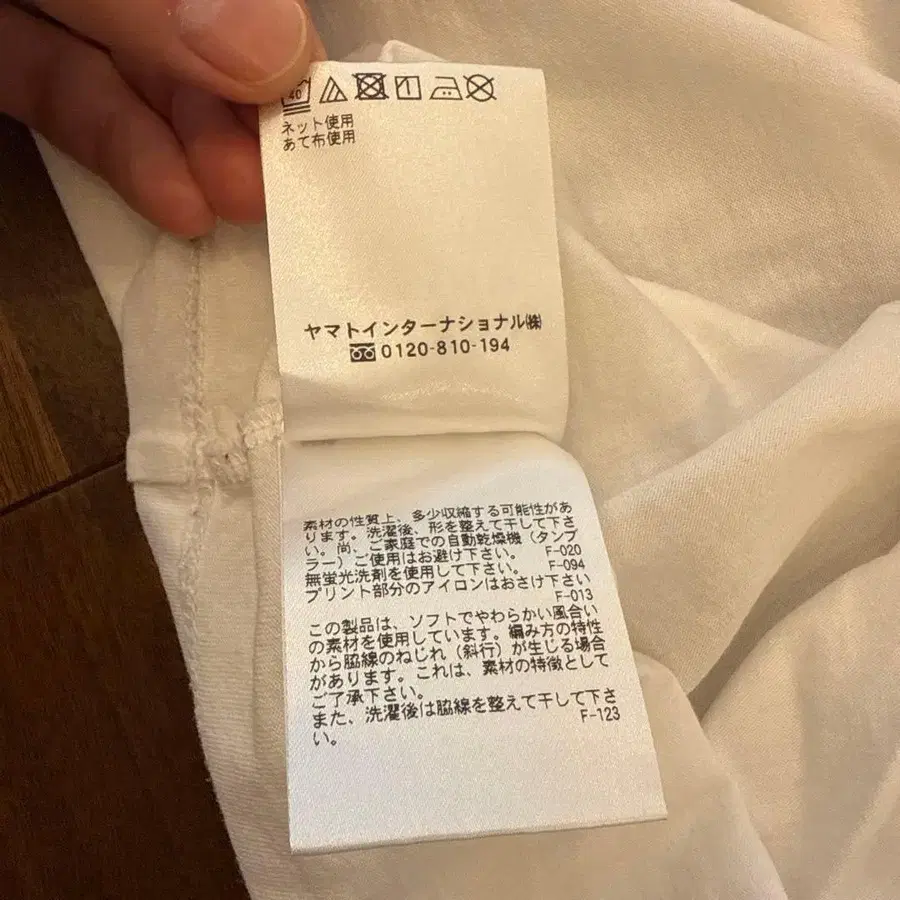 40
ネット使用
あて布使用
ヤマトインターナショナル㈱
0120-810-194
素材の性質上、多少収縮する可能性があ
ります。洗濯後、形を整えて干して下さ
い。尚、ご家庭での自動乾燥機（タンブ
ラー）ご使用はお避け下さい。 F-020
無蛍光洗剤を使用して下さい。 F-094
プリント部分のアイロンはおさけ下さい
F-013
この製品は、ソフトでやわらかい風合い
の素材を使用しています。編み方の特性
から脇線のねじれ（斜行）が生じる場合
があります。これは、素材の特徴として
ご了承下さい。
また、洗濯後は脇線を整えて干して下さ
い。 F-123